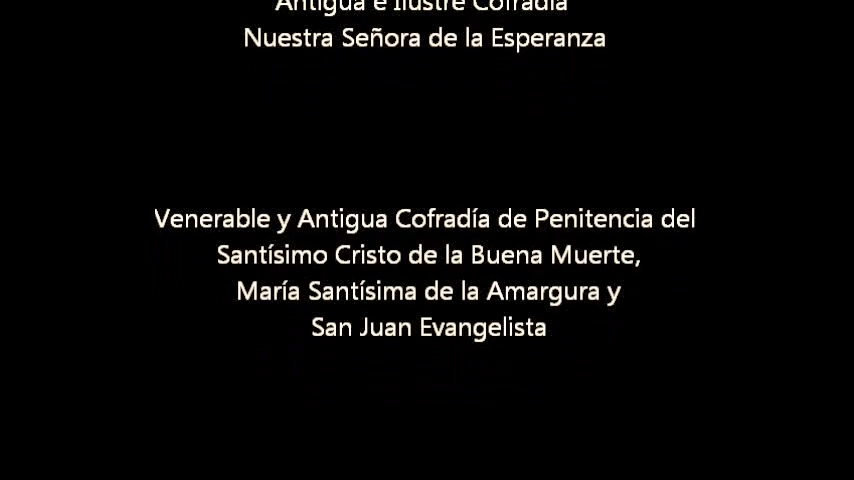 Antigua e Ilustre Cofradía
Nuestra Señora de la Esperanza
Venerable y Antigua Cofradía de Penitencia del
Santísimo Cristo de la Buena Muerte,
María Santísima de la Amargura y
San Juan Evangelista